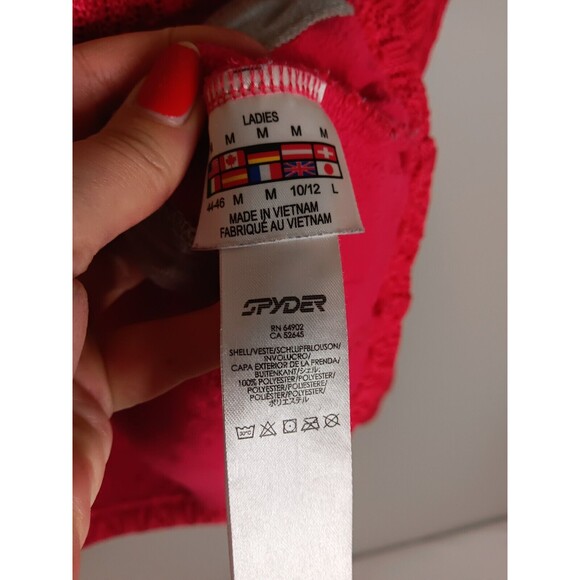 LADIES
M M M M
44-46 M M 10/12 L
MADE IN VIETNAM
FABRIQUÉ AU VIETNAM
SPYDER
RN 64902
CA 52645
SHELL/VESTE/SCHLUPFBLOUSON/
INVOLUCRO/
CAPA EXTERIOR DE LA PRENDA/
BUITENKANT/シェル.
100% POLYESTER/POLYESTER/
POLYESTER/POLIESTERE/
POLIÉSTER/POLYESTER/
ポリエステル
30°C